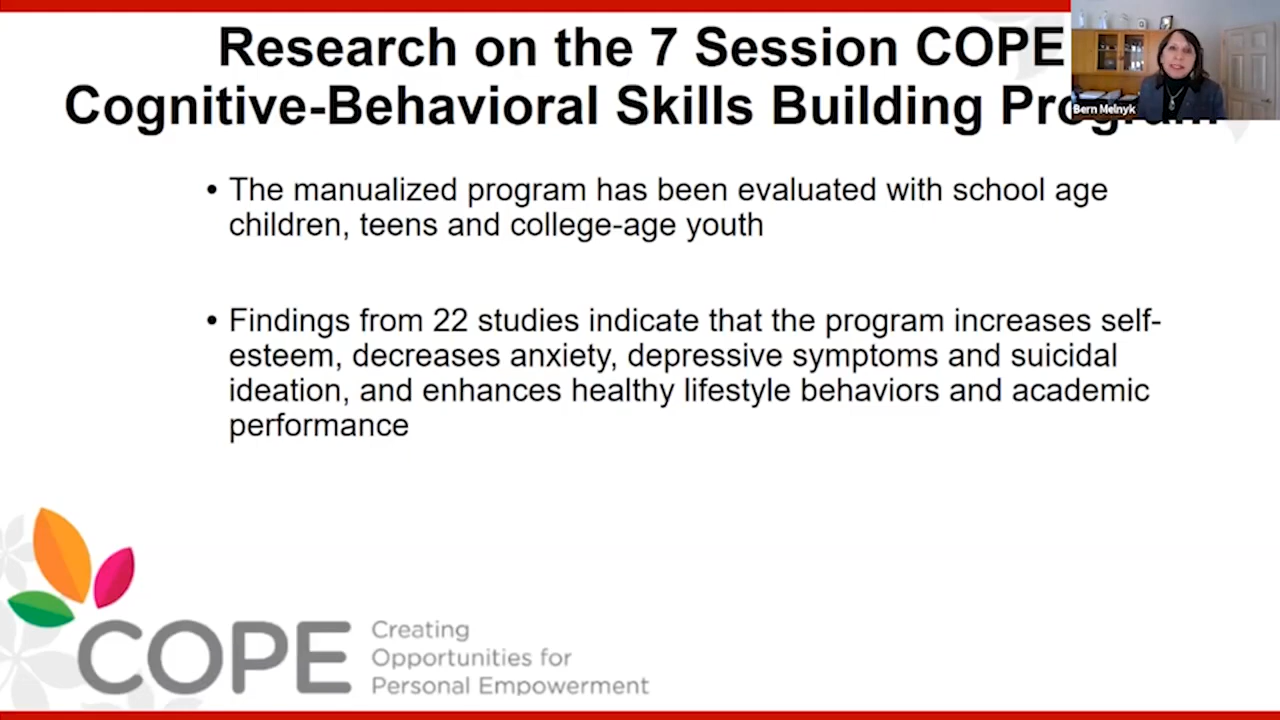 Research on the 7 Session COPE
Cognitive-Behavioral Skills Building Program
Bern Melnyk
• The manualized program has been evaluated with school age
children, teens and college-age youth
• Findings from 22 studies indicate that the program increases self-
esteem, decreases anxiety, depressive symptoms and suicidal
ideation, and enhances healthy lifestyle behaviors and academic
performance
COPE
Creating
Opportunities for
Personal Empowerment